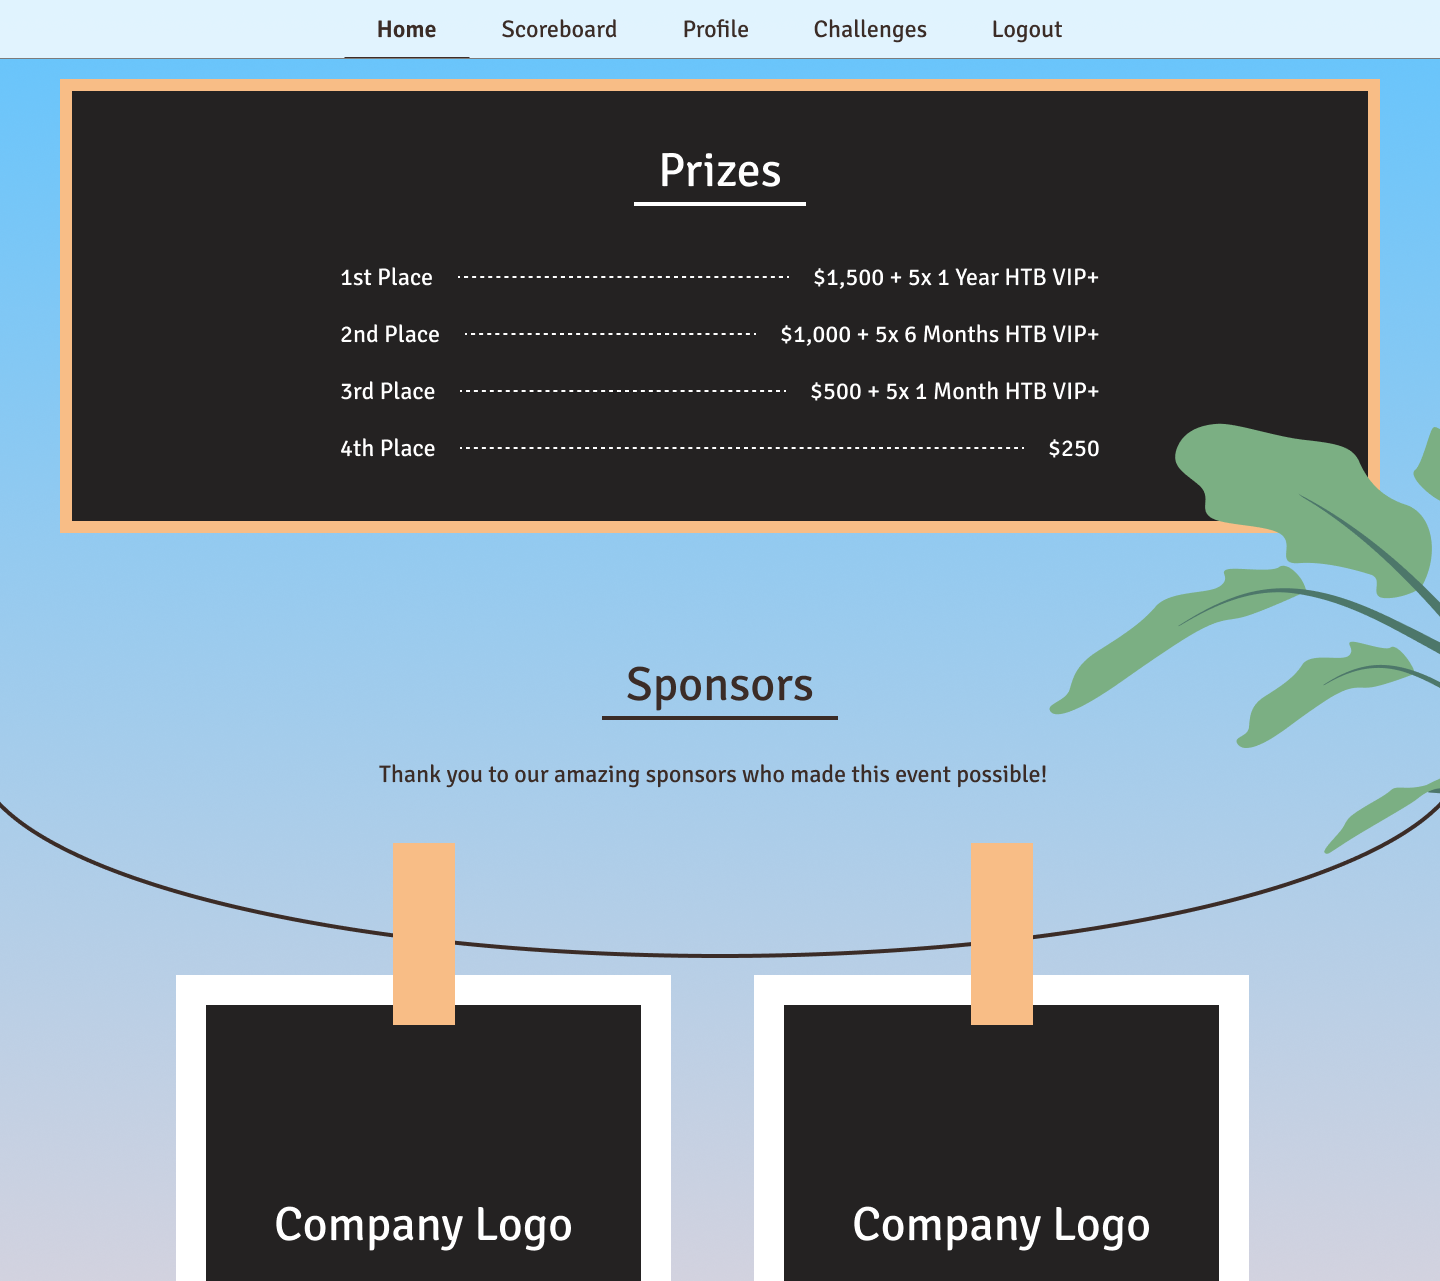 Home Scoreboard Profile Challenges Logout
Prizes
1st Place $1,500 + 5x 1 Year HTB VIP+
2nd Place $1,000 + 5x 6 Months HTB VIP+
3rd Place $500 + 5x 1 Month HTB VIP+
4th Place $250
Sponsors
Thank you to our amazing sponsors who made this event possible!
Company Logo Company Logo